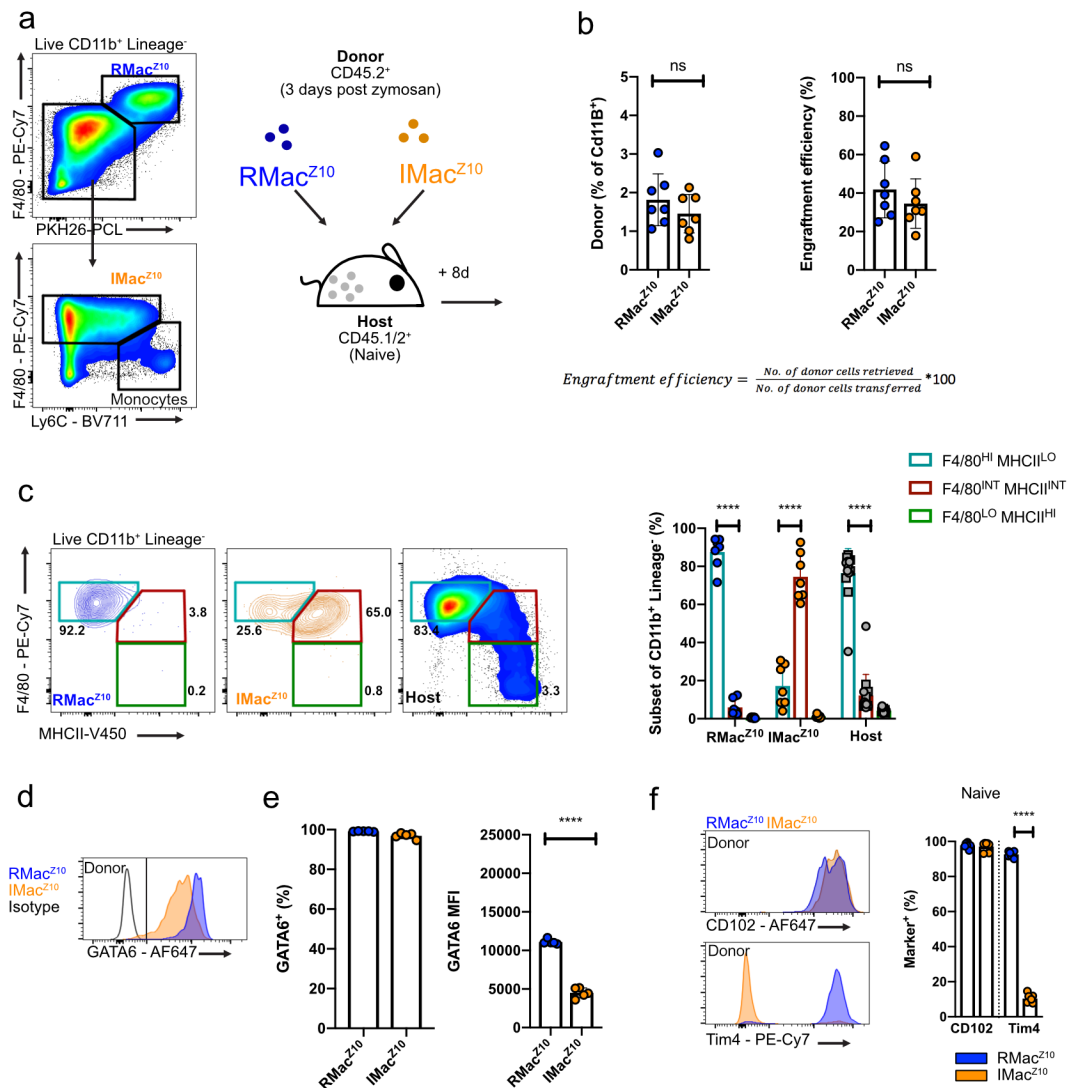 a
Live CD11b⁺ Lineage⁻
RMac^Z10
F4/80 - PE-Cy7
PKH26-PCL
IMac^Z10
F4/80 - PE-Cy7
Monocytes
Ly6C - BV711
Donor
CD45.2⁺
(3 days post zymosan)
RMac^Z10
IMac^Z10
+ 8d
Host
CD45.1/2⁺
(Naive)
b
ns
Donor (% of Cd11B⁺)
5
4
3
2
1
0
RMac^Z10
IMac^Z10
ns
Engraftment efficiency (%)
100
80
60
40
20
0
RMac^Z10
IMac^Z10
Engraftment efficiency = No. of donor cells retrieved / No. of donor cells transferred *100
c
Live CD11b⁺ Lineage⁻
F4/80 - PE-Cy7
92.2
3.8
0.2
RMac^Z10
25.6
65.0
0.8
IMac^Z10
83.4
3.3
Host
MHCII-V450
F4/80^HI MHCII^LO
F4/80^INT MHCII^INT
F4/80^LO MHCII^HI
Subset of CD11b⁺ Lineage⁻ (%)
100
80
60
40
20
0
****
****
****
RMac^Z10
IMac^Z10
Host
d
RMac^Z10
IMac^Z10
Isotype
Donor
GATA6 - AF647
e
GATA6⁺ (%)
100
80
60
40
20
0
RMac^Z10
IMac^Z10
GATA6 MFI
25000
20000
15000
10000
5000
0
****
RMac^Z10
IMac^Z10
f
RMac^Z10 IMac^Z10
Donor
CD102 - AF647
Donor
Tim4 - PE-Cy7
Naive
****
Marker⁺ (%)
100
80
60
40
20
0
CD102
Tim4
RMac^Z10
IMac^Z10